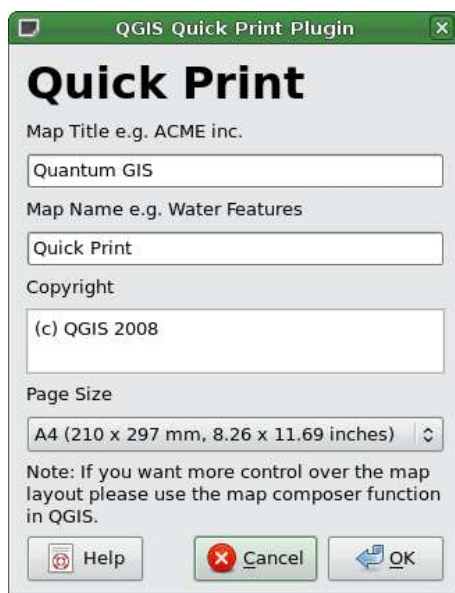 QGIS Quick Print Plugin
Quick Print
Map Title e.g. ACME inc.
Quantum GIS
Map Name e.g. Water Features
Quick Print
Copyright
(c) QGIS 2008
Page Size
A4 (210 x 297 mm, 8.26 x 11.69 inches)
Note: If you want more control over the map
layout please use the map composer function
in QGIS.
Help Cancel OK